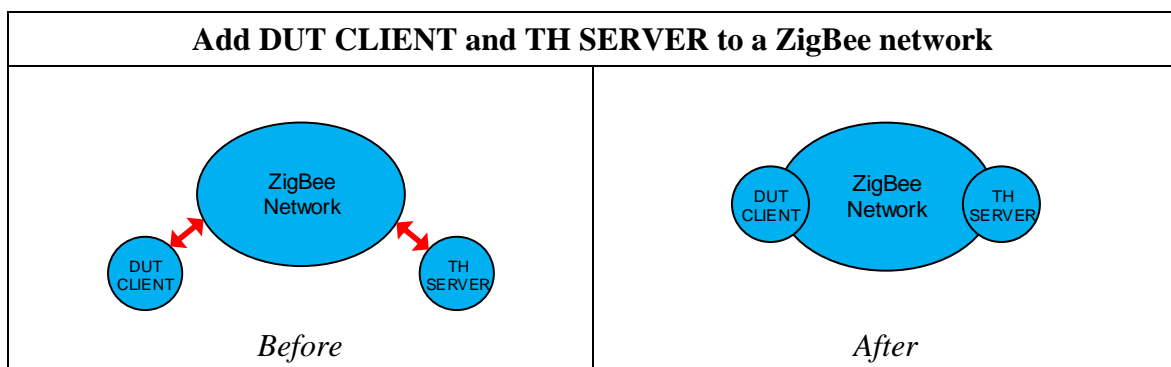 Add DUT CLIENT and TH SERVER to a ZigBee network
ZigBee
Network
DUT
CLIENT
TH
SERVER
Before
ZigBee
Network
DUT
CLIENT
TH
SERVER
After